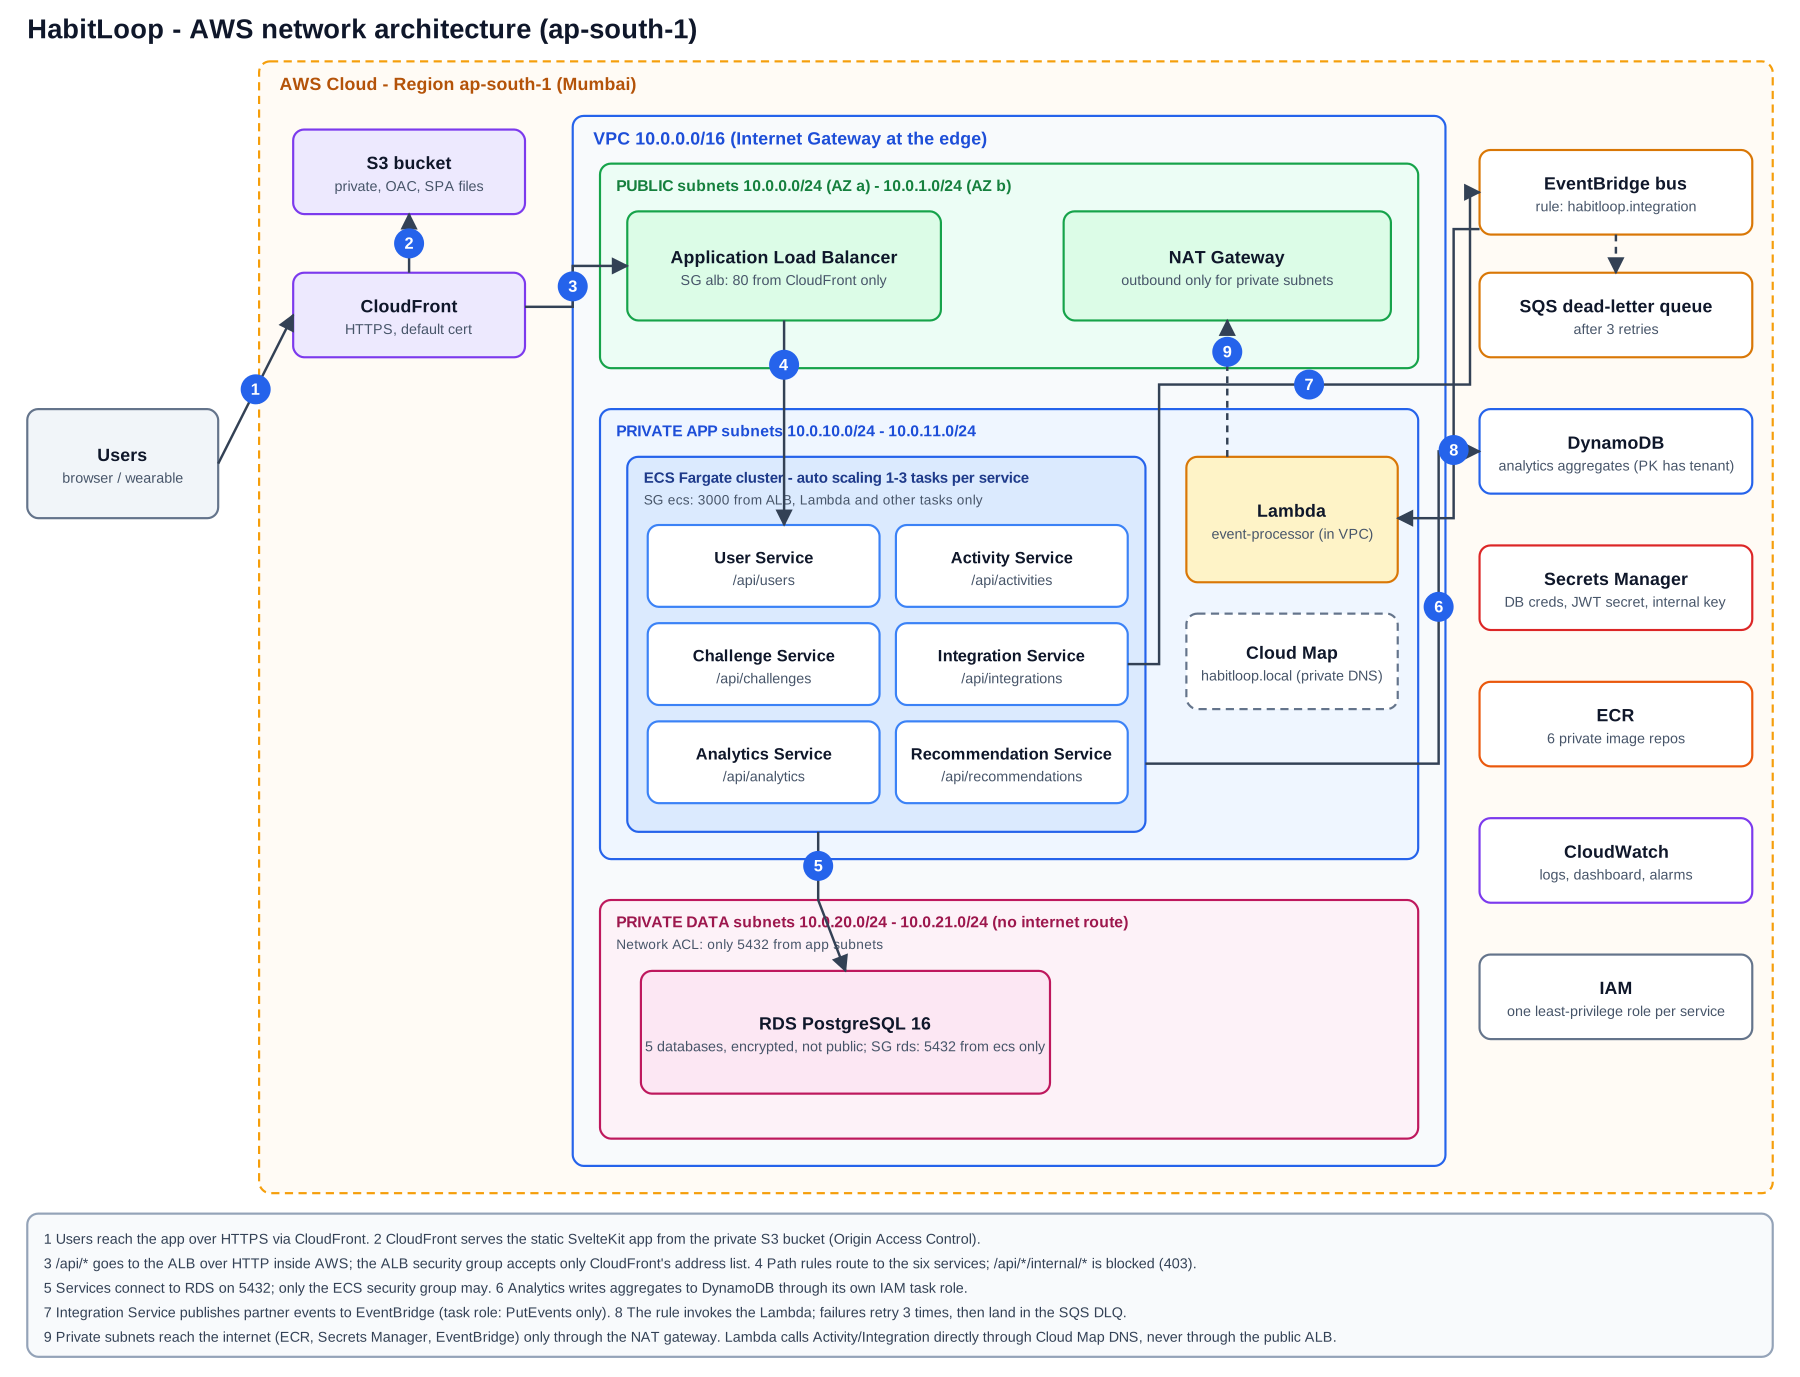 HabitLoop - AWS network architecture (ap-south-1)
AWS Cloud - Region ap-south-1 (Mumbai)
S3 bucket
private, OAC, SPA files
2
CloudFront
HTTPS, default cert
1
Users
browser / wearable
3
VPC 10.0.0.0/16 (Internet Gateway at the edge)
PUBLIC subnets 10.0.0.0/24 (AZ a) - 10.0.1.0/24 (AZ b)
Application Load Balancer
SG alb: 80 from CloudFront only
NAT Gateway
outbound only for private subnets
4
9
7
PRIVATE APP subnets 10.0.10.0/24 - 10.0.11.0/24
ECS Fargate cluster - auto scaling 1-3 tasks per service
SG ecs: 3000 from ALB, Lambda and other tasks only
User Service
/api/users
Activity Service
/api/activities
Challenge Service
/api/challenges
Integration Service
/api/integrations
Analytics Service
/api/analytics
Recommendation Service
/api/recommendations
Lambda
event-processor (in VPC)
Cloud Map
habitloop.local (private DNS)
8
6
5
PRIVATE DATA subnets 10.0.20.0/24 - 10.0.21.0/24 (no internet route)
Network ACL: only 5432 from app subnets
RDS PostgreSQL 16
5 databases, encrypted, not public; SG rds: 5432 from ecs only
EventBridge bus
rule: habitloop.integration
SQS dead-letter queue
after 3 retries
DynamoDB
analytics aggregates (PK has tenant)
Secrets Manager
DB creds, JWT secret, internal key
ECR
6 private image repos
CloudWatch
logs, dashboard, alarms
IAM
one least-privilege role per service
1 Users reach the app over HTTPS via CloudFront. 2 CloudFront serves the static SvelteKit app from the private S3 bucket (Origin Access Control).
3 /api/* goes to the ALB over HTTP inside AWS; the ALB security group accepts only CloudFront's address list. 4 Path rules route to the six services; /api/*/internal/* is blocked (403).
5 Services connect to RDS on 5432; only the ECS security group may. 6 Analytics writes aggregates to DynamoDB through its own IAM task role.
7 Integration Service publishes partner events to EventBridge (task role: PutEvents only). 8 The rule invokes the Lambda; failures retry 3 times, then land in the SQS DLQ.
9 Private subnets reach the internet (ECR, Secrets Manager, EventBridge) only through the NAT gateway. Lambda calls Activity/Integration directly through Cloud Map DNS, never through the public ALB.